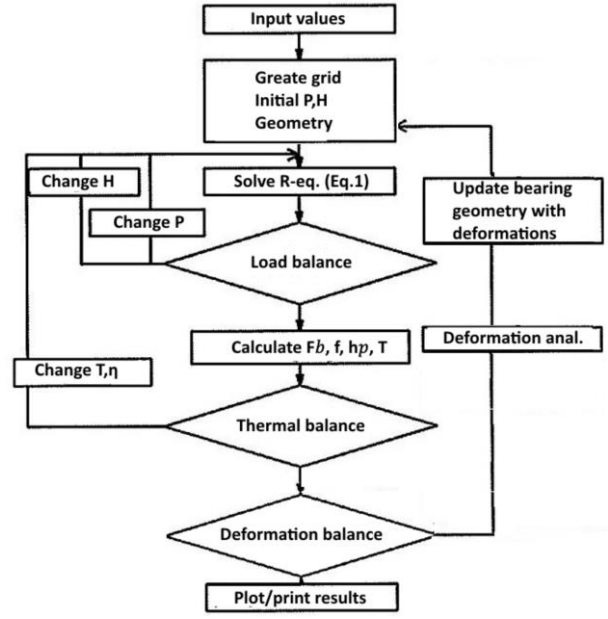 Input values
Greate grid
Initial P,H
Geometry
Change H
Solve R-eq. (Eq.1)
Update bearing
geometry with
deformations
Change P
Load balance
Calculate Fb, f, hp, T
Deformation anal.
Change T,η
Thermal balance
Deformation balance
Plot/print results